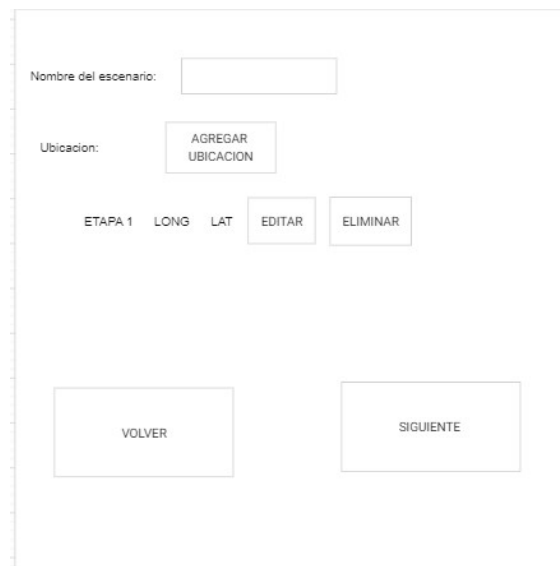 Nombre del escenario:
Ubicacion:
AGREGAR
UBICACION
ETAPA 1 LONG LAT EDITAR ELIMINAR
VOLVER
SIGUIENTE